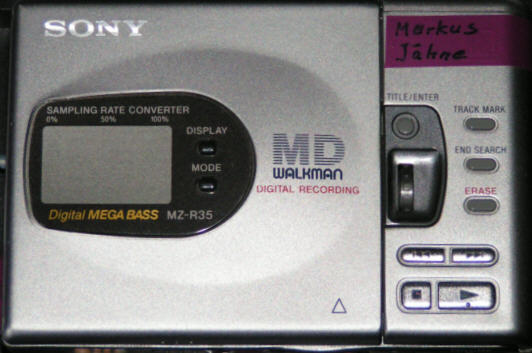 SONY
Markus
Jähne
SAMPLING RATE CONVERTER
0% 50% 100%
DISPLAY
MODE
Digital MEGA BASS MZ-R35
MD
WALKMAN
DIGITAL RECORDING
TITLE/ENTER
TRACK MARK
END SEARCH
ERASE